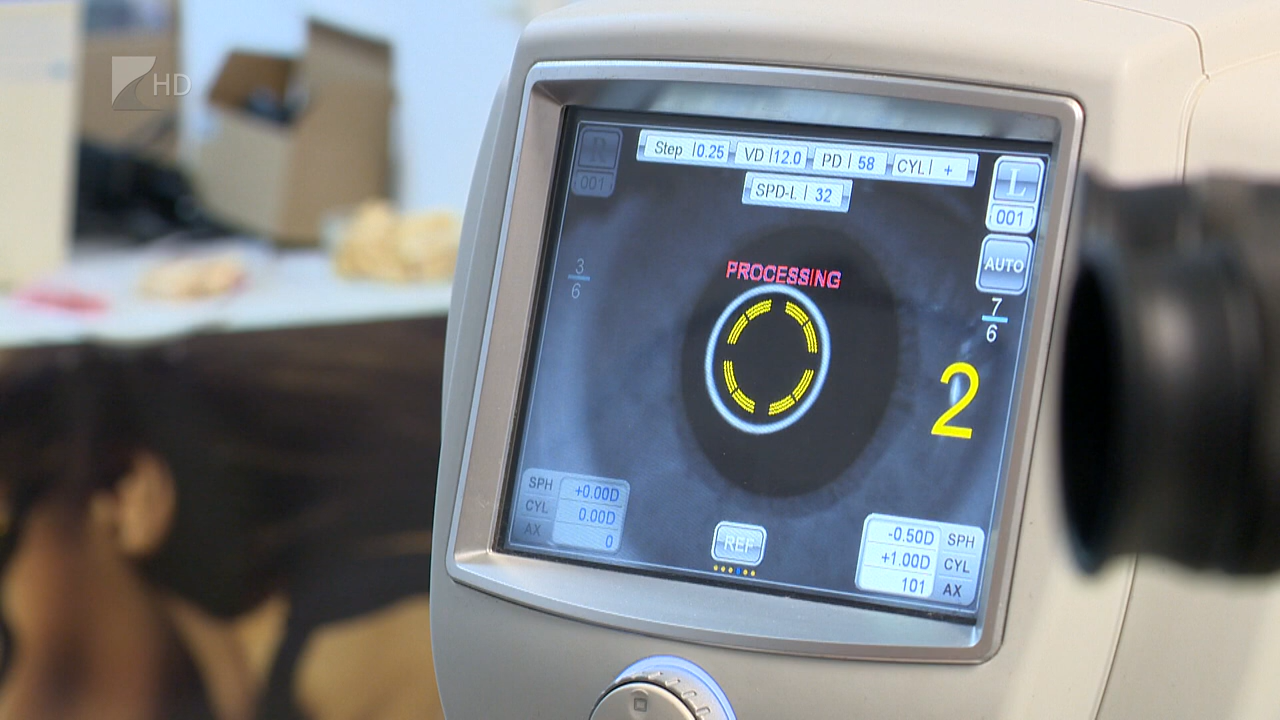 HD
R
001
Step 0.25 VD 12.0 PD 58 CYL +
SPD-L 32
L
001
AUTO
PROCESSING
3
6
7
6
2
SPH +0.00D
CYL 0.00D
AX 0
REF
-0.50D SPH
+1.00D CYL
101 AX